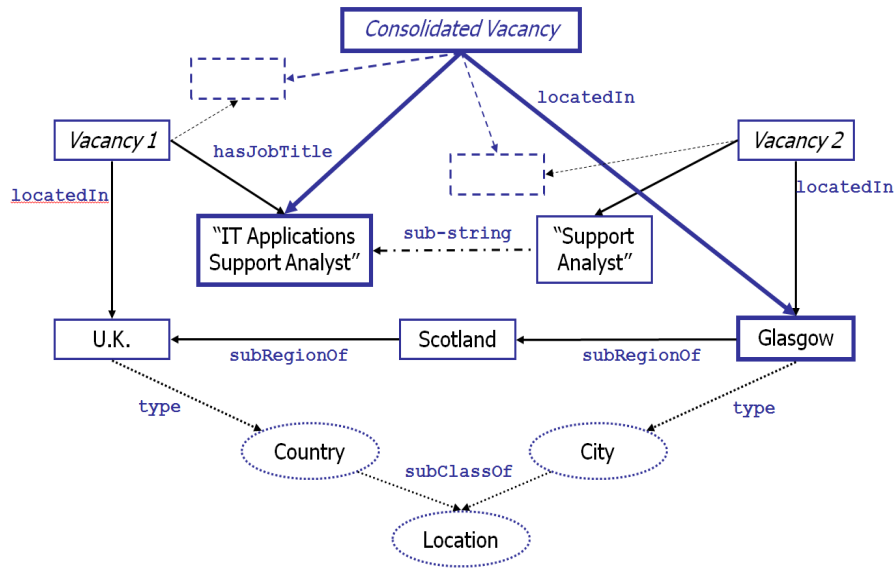 Consolidated Vacancy
locatedIn
Vacancy 1
hasJobTitle
Vacancy 2
locatedIn
locatedIn
“IT Applications
Support Analyst”
sub-string
“Support
Analyst”
U.K.
subRegionOf
Scotland
subRegionOf
Glasgow
type
type
Country
subClassOf
City
Location